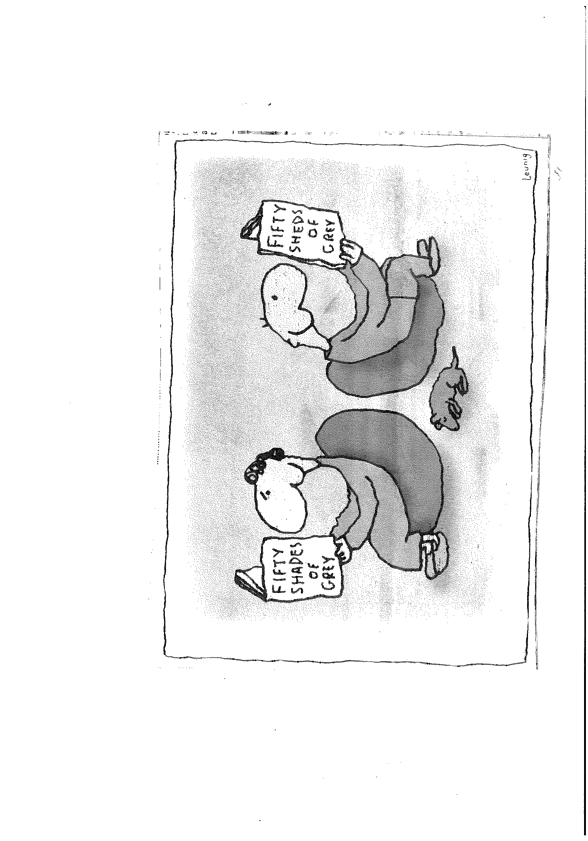 FIFTY
SHADES
OF
GREY
FIFTY
SHEDS
OF
GREY
Leunig